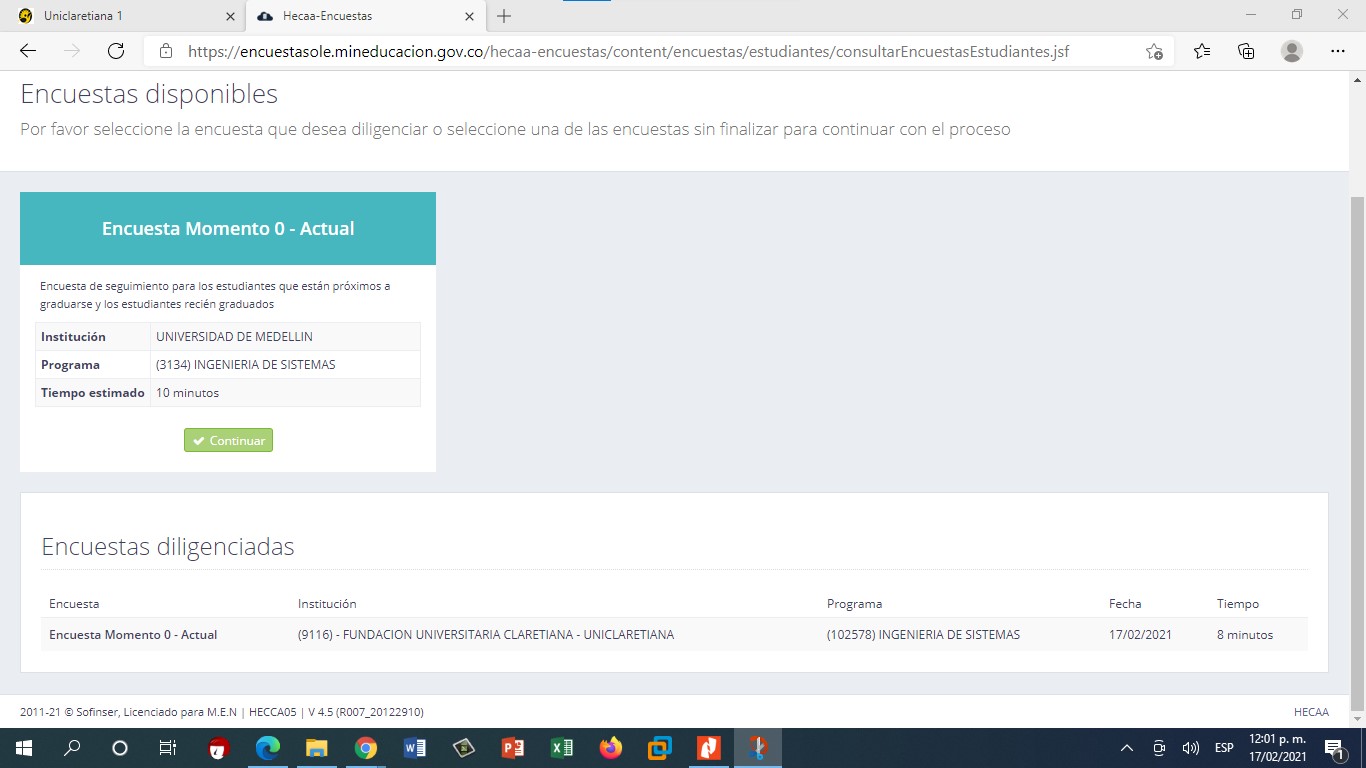 Uniclaretiana 1
Hecaa-Encuestas
https://encuestasole.mineducacion.gov.co/hecaa-encuestas/content/encuestas/estudiantes/consultarEncuestasEstudiantes.jsf
Encuestas disponibles
Por favor seleccione la encuesta que desea diligenciar o seleccione una de las encuestas sin finalizar para continuar con el proceso
Encuesta Momento 0 - Actual
Encuesta de seguimiento para los estudiantes que están próximos a
graduarse y los estudiantes recién graduados
Institución UNIVERSIDAD DE MEDELLIN
Programa (3134) INGENIERIA DE SISTEMAS
Tiempo estimado 10 minutos
Continuar
Encuestas diligenciadas
Encuesta Institución Programa Fecha Tiempo
Encuesta Momento 0 - Actual (9116) - FUNDACION UNIVERSITARIA CLARETIANA - UNICLARETIANA (102578) INGENIERIA DE SISTEMAS 17/02/2021 8 minutos
2011-21 © Sofinser, Licenciado para M.E.N | HECCA05 | V 4.5 (R007_20122910) HECAA
ESP
12:01 p. m.
17/02/2021
1